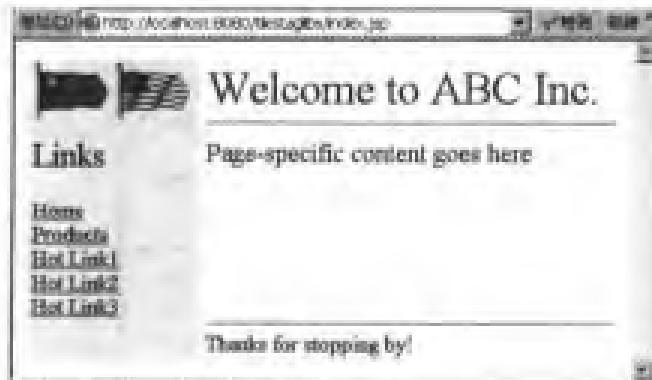 http://localhost:8080/tilestaglibs/index.jsp
Welcome to ABC Inc.
Links
Page-specific content goes here
Home
Products
Hot Link1
Hot Link2
Hot Link3
Thanks for stopping by!